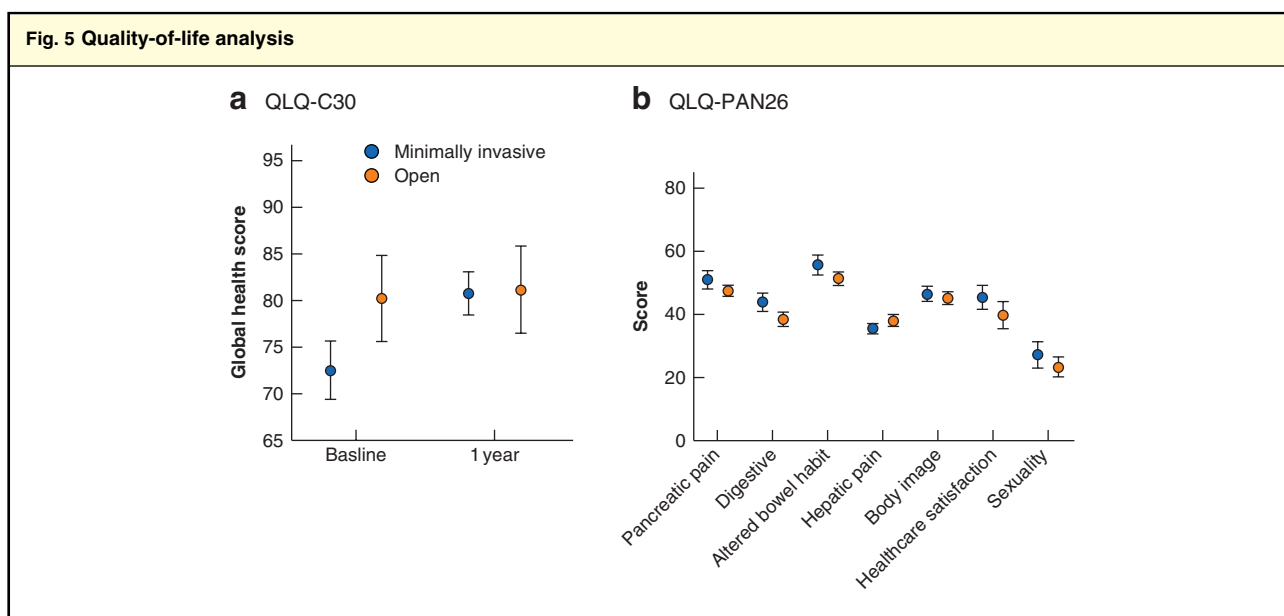 Fig. 5 Quality-of-life analysis
a QLQ-C30
Minimally invasive
Open
Global health score
95
90
85
80
75
70
65
Basline
1 year
b QLQ-PAN26
Score
80
60
40
20
0
Pancreatic pain
Digestive
Altered bowel habit
Hepatic pain
Body image
Healthcare satisfaction
Sexuality